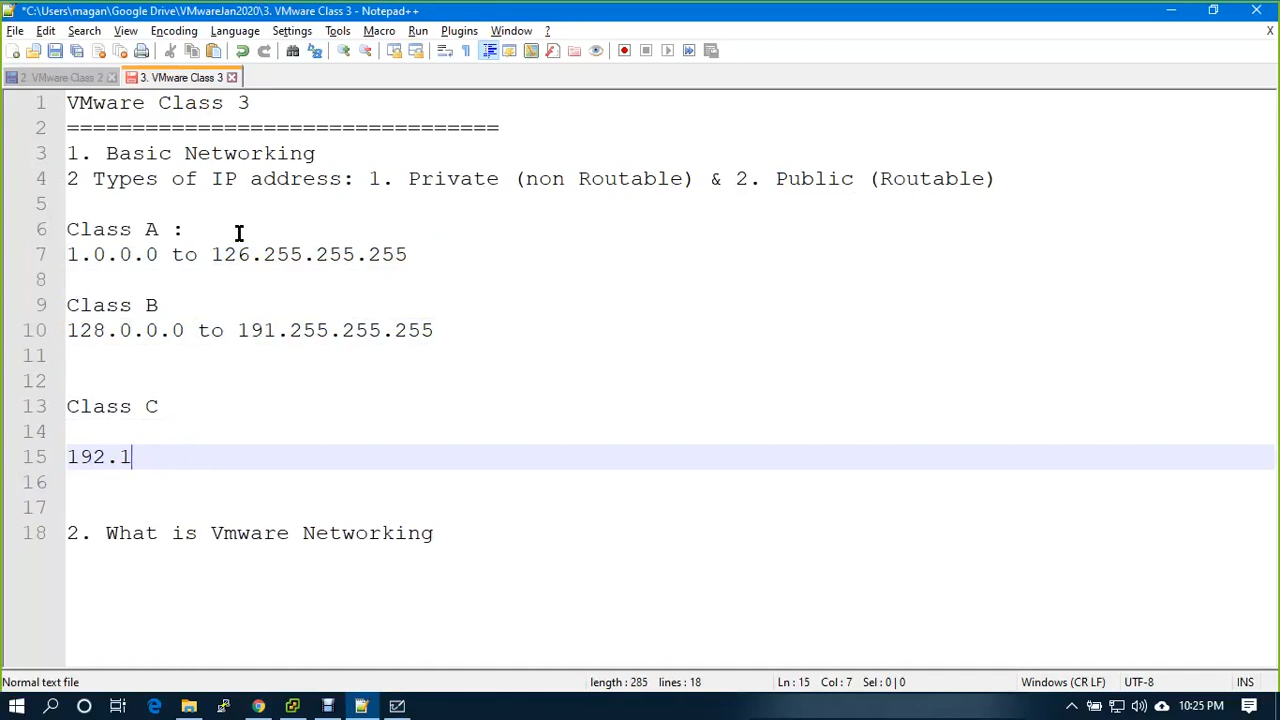 *C:\Users\magan\Google Drive\VMwareJan2020\3. VMware Class 3 - Notepad++
File Edit Search View Encoding Language Settings Tools Macro Run Plugins Window ? X
2. VMware Class 2 3. VMware Class 3
1 VMware Class 3
2 =================================
3 1. Basic Networking
4 2 Types of IP address: 1. Private (non Routable) & 2. Public (Routable)
5
6 Class A :
7 1.0.0.0 to 126.255.255.255
8
9 Class B
10 128.0.0.0 to 191.255.255.255
11
12
13 Class C
14
15 192.1
16
17
18 2. What is Vmware Networking
Normal text file length : 285 lines : 18 Ln : 15 Col : 7 Sel : 0 | 0 Windows (CR LF) UTF-8 INS
10:25 PM